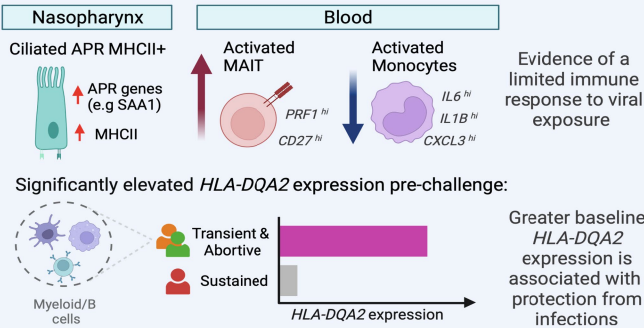 Nasopharynx
Blood
Ciliated APR MHCII+
APR genes
(e.g SAA1)
MHCII
Activated
MAIT
PRF1 hi
CD27 hi
Activated
Monocytes
IL6 hi
IL1B hi
CXCL3 hi
Evidence of a
limited immune
response to viral
exposure
Significantly elevated HLA-DQA2 expression pre-challenge:
Myeloid/B
cells
Transient &
Abortive
Sustained
HLA-DQA2 expression
Greater baseline
HLA-DQA2
expression is
associated with
protection from
infections